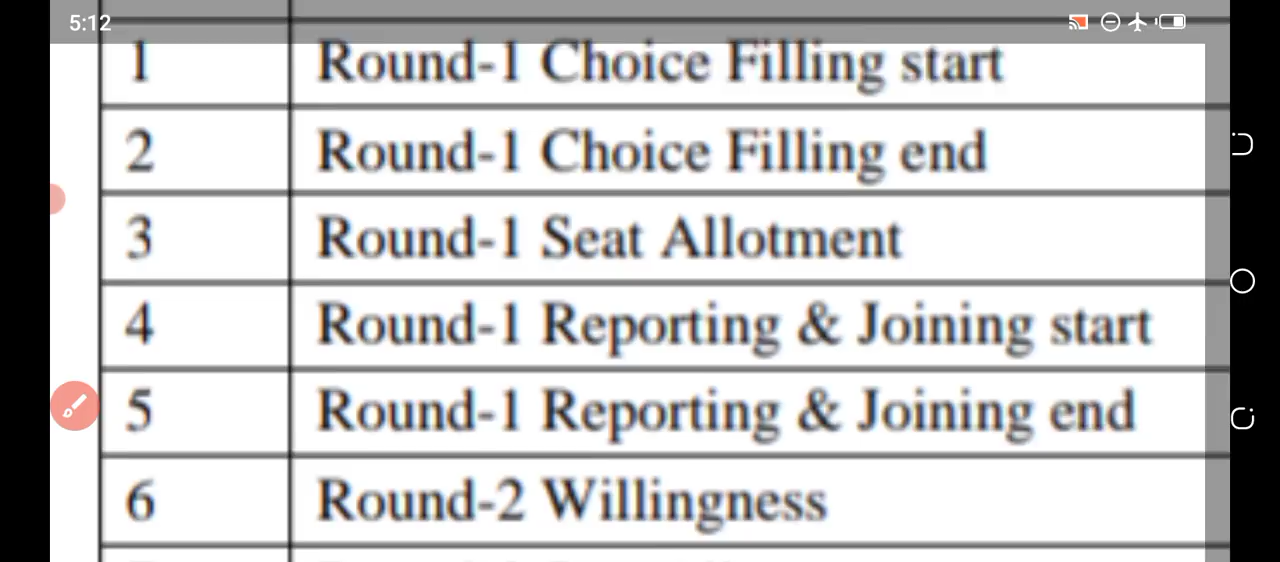 5:12
1 Round-1 Choice Filling start
2 Round-1 Choice Filling end
3 Round-1 Seat Allotment
4 Round-1 Reporting & Joining start
5 Round-1 Reporting & Joining end
6 Round-2 Willingness